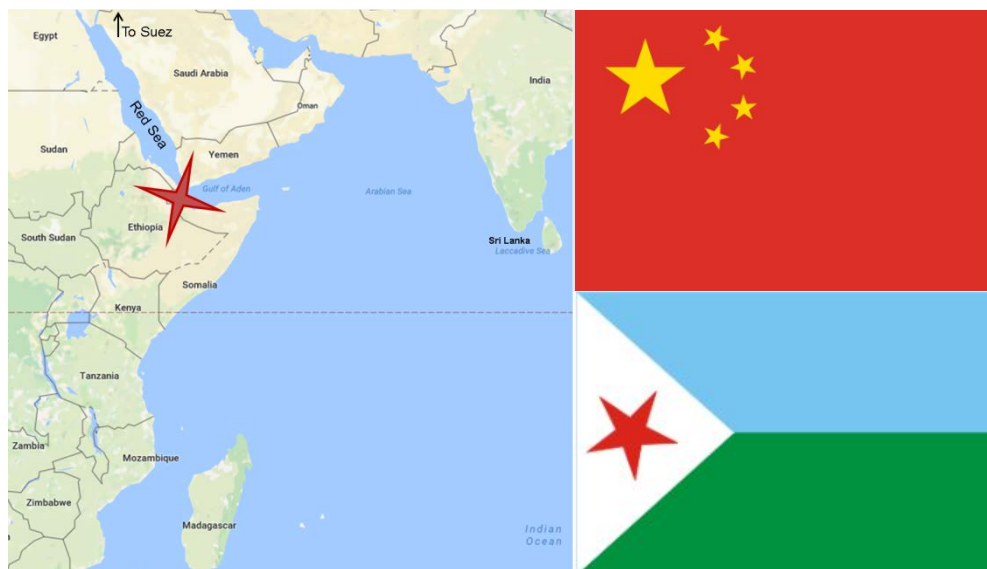 To Suez
Egypt
Saudi Arabia
India
Oman
Red Sea
Sudan
Yemen
Gulf of Aden
Arabian Sea
Ethiopia
South Sudan
Sri Lanka
Laccadive Sea
Somalia
Kenya
Tanzania
Zambia
Mozambique
Zimbabwe
Madagascar
Indian
Ocean